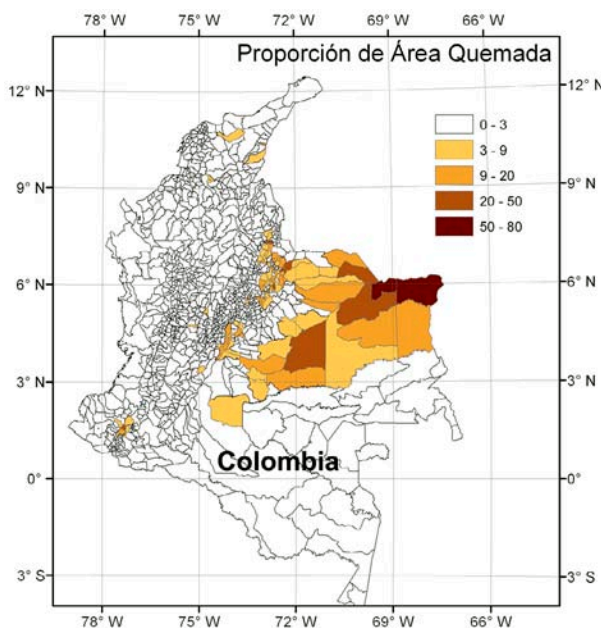 78° W 75° W 72° W 69° W 66° W
Proporción de Área Quemada
12° N 12° N
0 - 3
3 - 9
9° N 9 - 20 9° N
20 - 50
50 - 80
6° N 6° N
3° N 3° N
Colombia
0° 0°
3° S 3° S
78° W 75° W 72° W 69° W 66° W